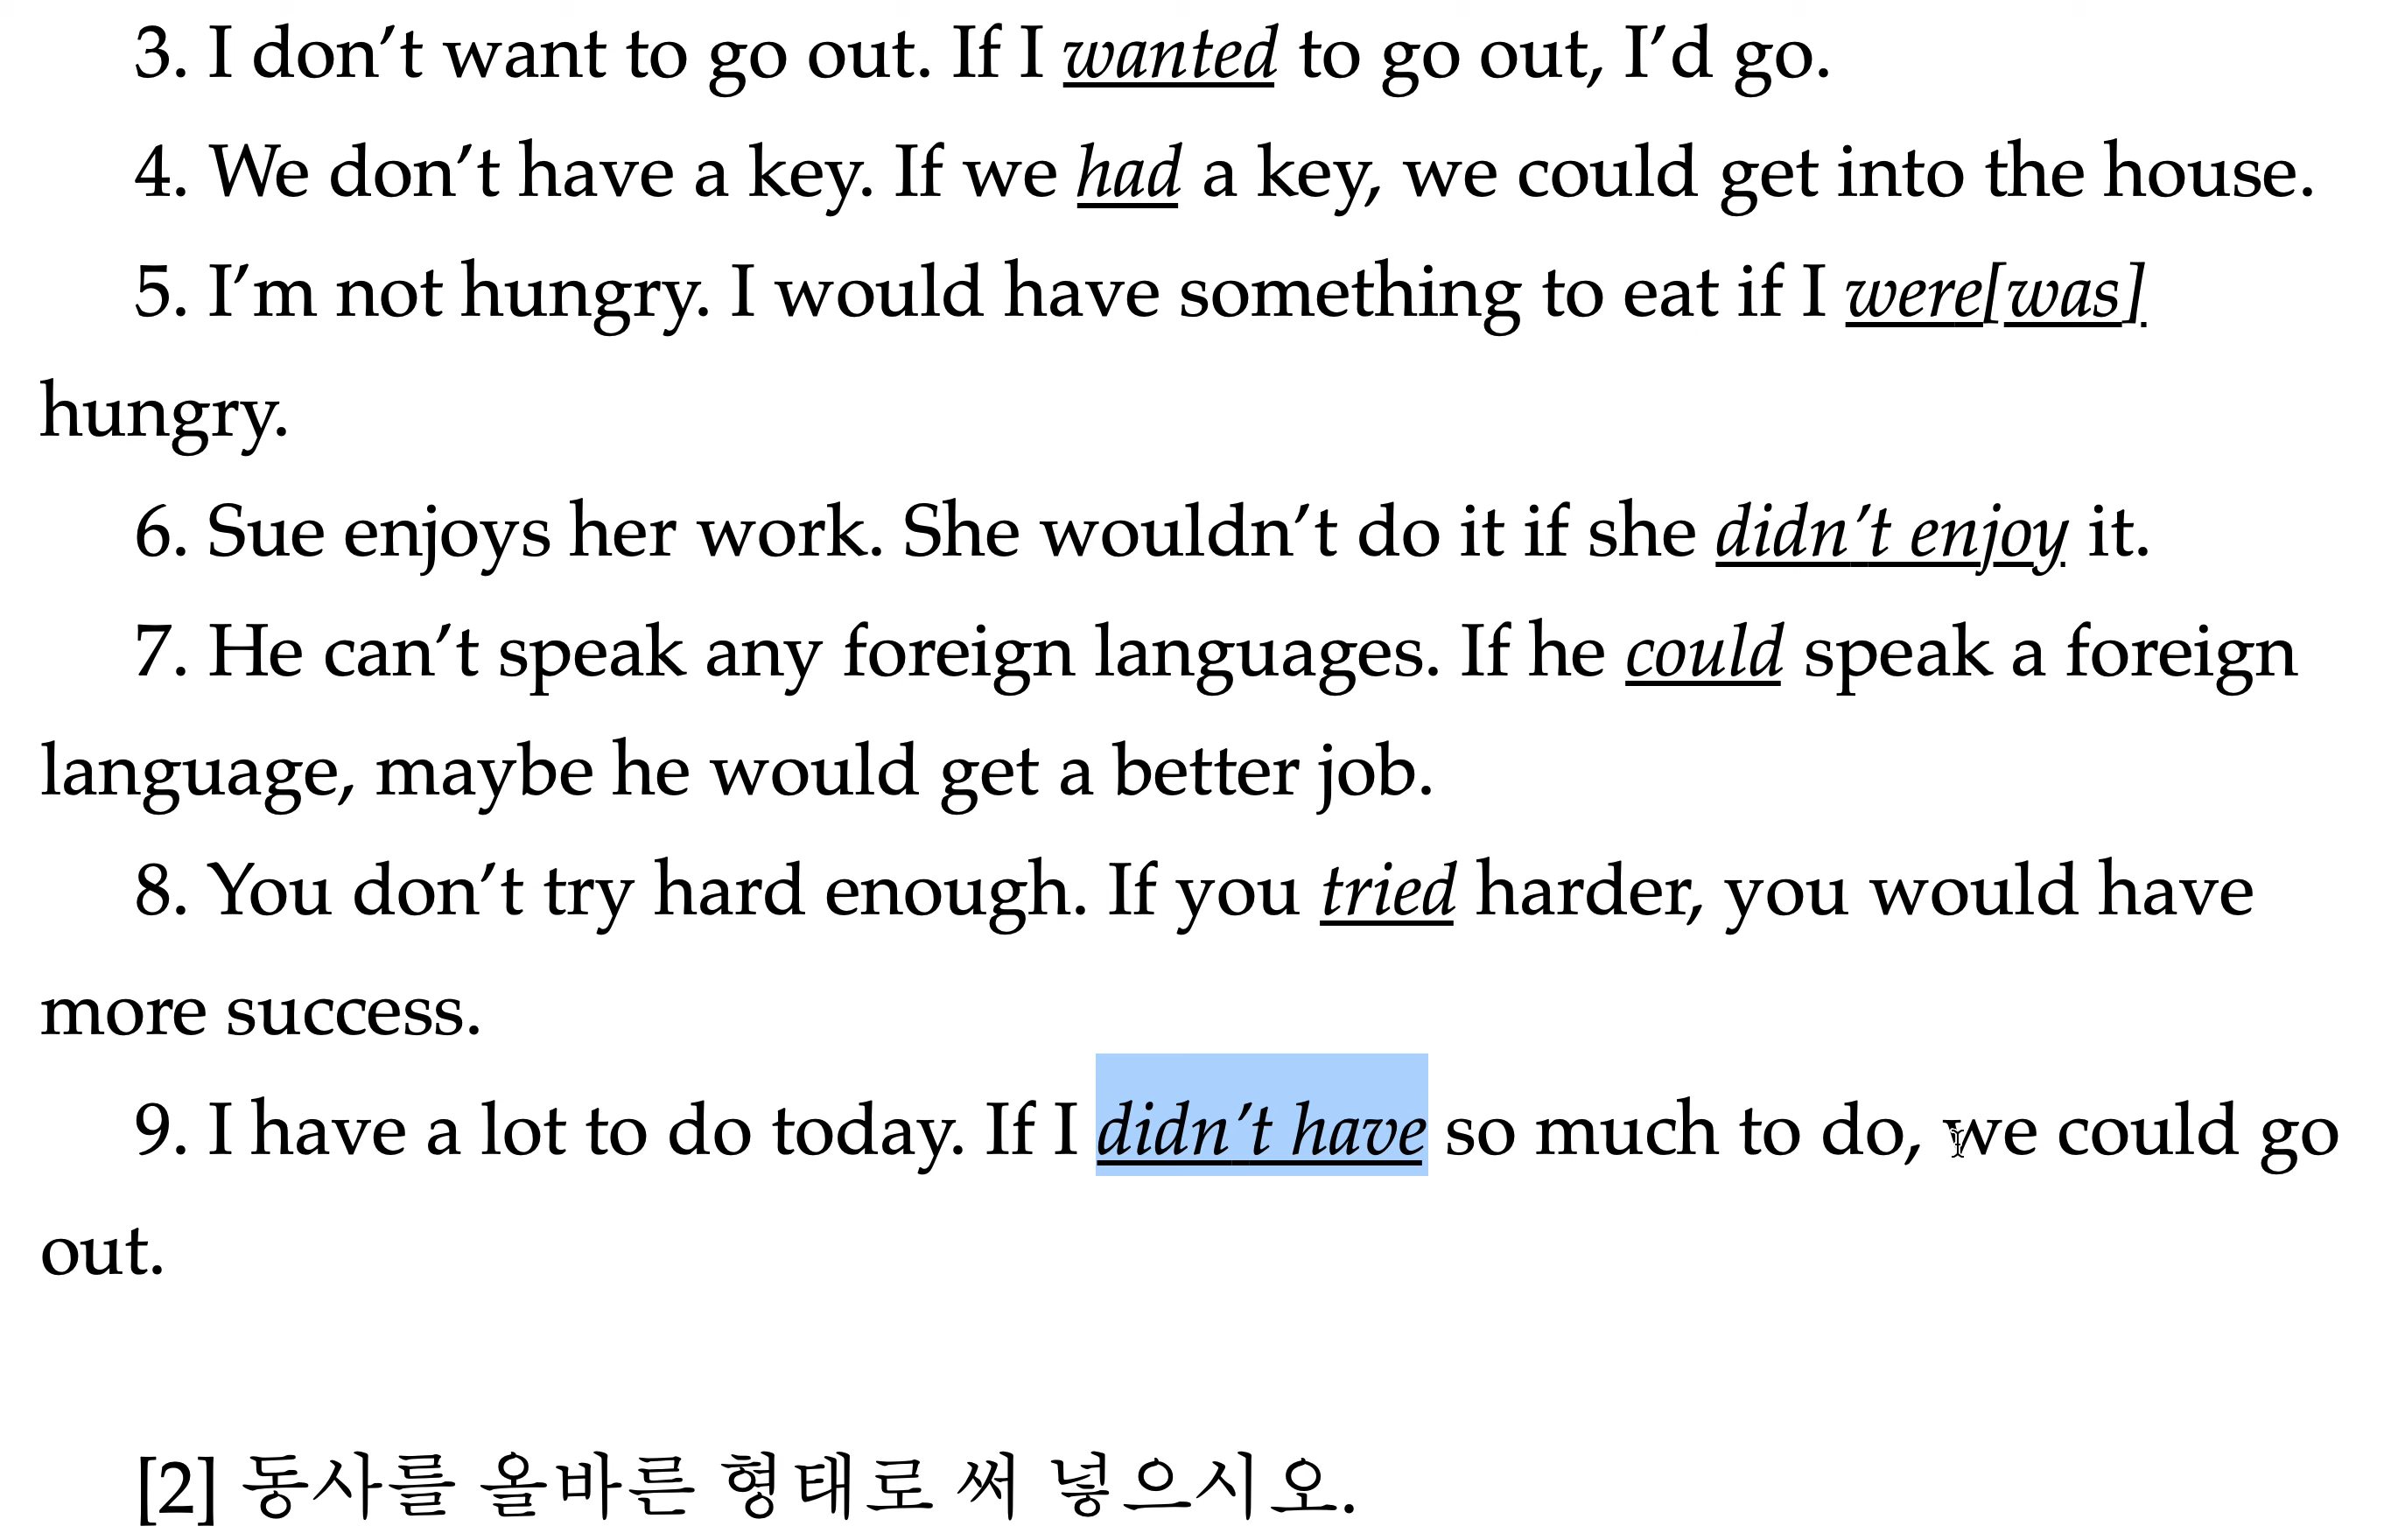 3. I don’t want to go out. If I wanted to go out, I’d go.
4. We don’t have a key. If we had a key, we could get into the house.
5. I’m not hungry. I would have something to eat if I were[was]
hungry.
6. Sue enjoys her work. She wouldn’t do it if she didn’t enjoy it.
7. He can’t speak any foreign languages. If he could speak a foreign
language, maybe he would get a better job.
8. You don’t try hard enough. If you tried harder, you would have
more success.
9. I have a lot to do today. If I didn’t have so much to do, we could go
out.
[2] 동사를 올바른 형태로 써 넣으시오.